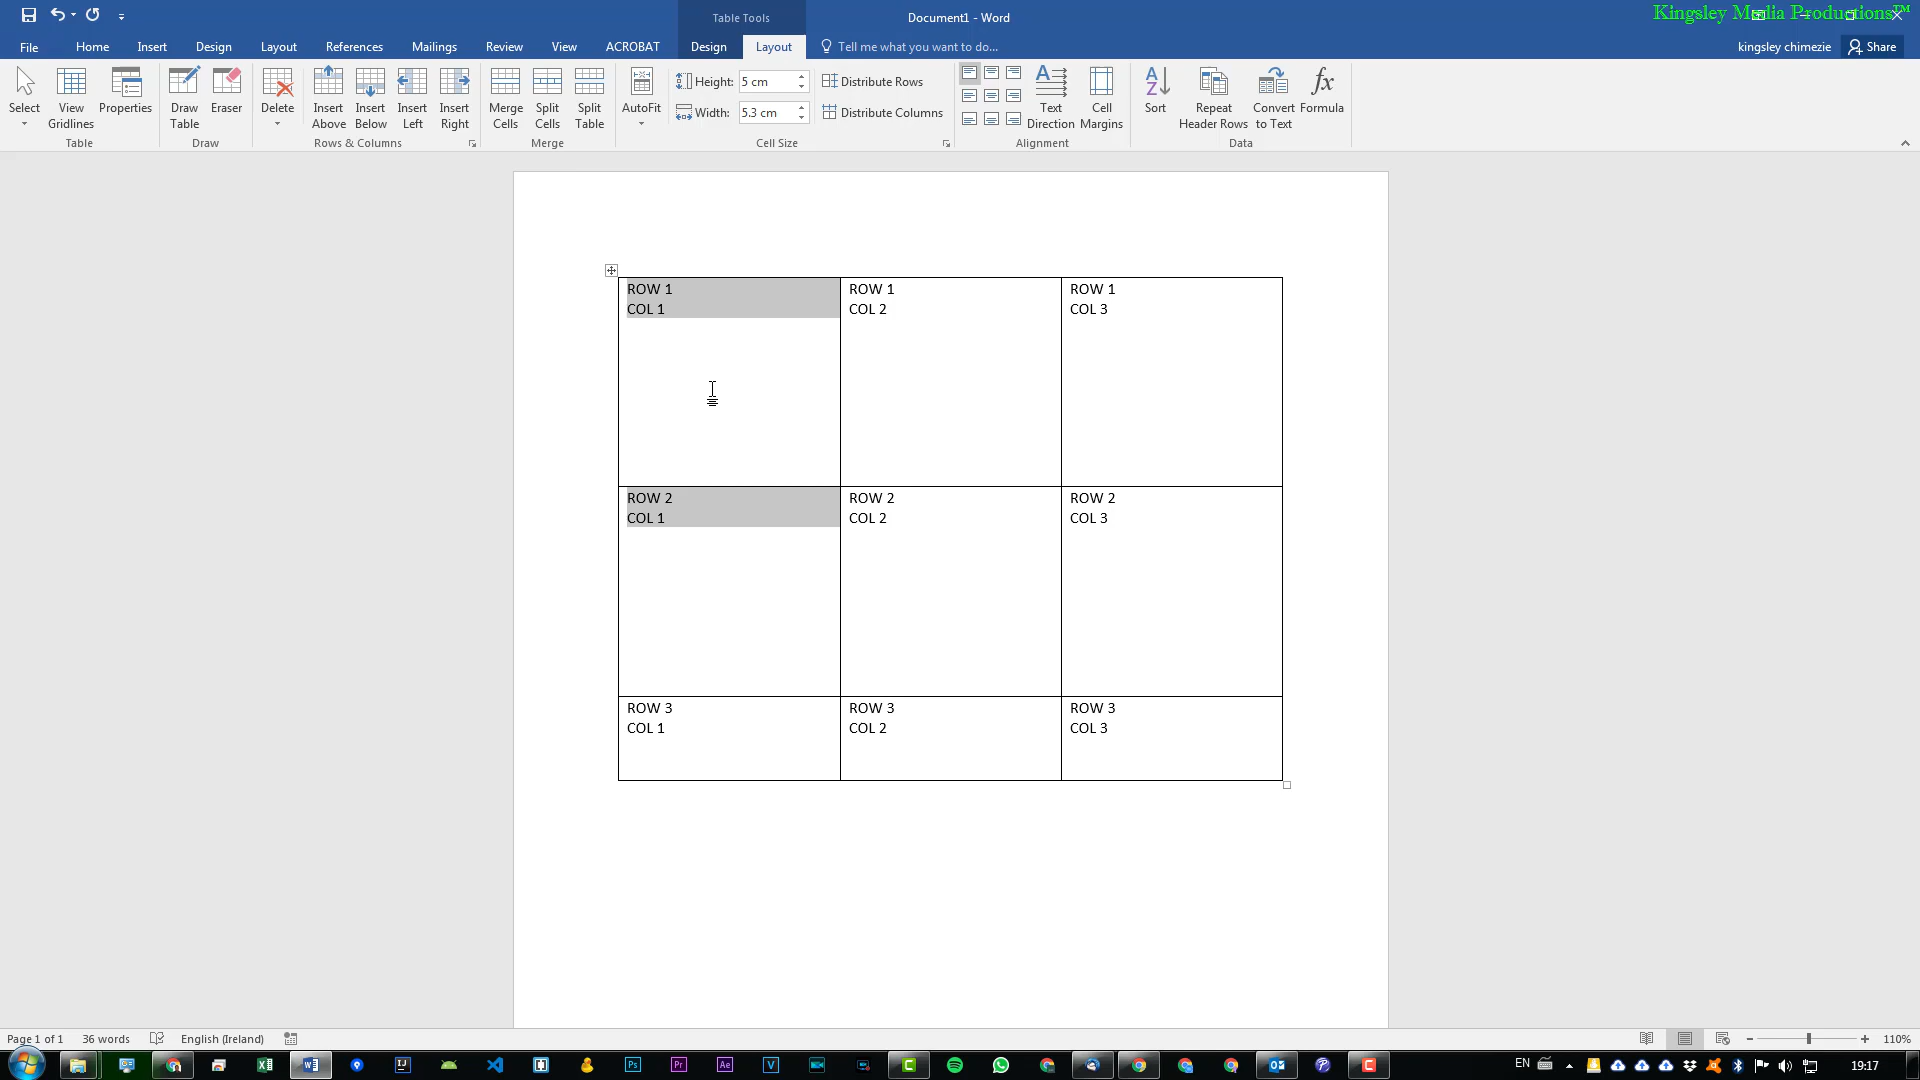 Table Tools
Document1 - Word
Kingsley Media Productions™
File
Home
Insert
Design
Layout
References
Mailings
Review
View
ACROBAT
Design
Layout
Tell me what you want to do...
kingsley chimezie
Share
Select
View
Gridlines
Properties
Table
Draw
Table
Eraser
Draw
Delete
Insert
Above
Insert
Below
Insert
Left
Insert
Right
Rows & Columns
Merge
Cells
Split
Cells
Split
Table
Merge
AutoFit
Height: 5 cm
Width: 5.3 cm
Distribute Rows
Distribute Columns
Cell Size
Text
Direction
Cell
Margins
Alignment
Sort
Repeat
Header Rows
Convert
to Text
Formula
Data
ROW 1
COL 1
ROW 1
COL 2
ROW 1
COL 3
ROW 2
COL 1
ROW 2
COL 2
ROW 2
COL 3
ROW 3
COL 1
ROW 3
COL 2
ROW 3
COL 3
Page 1 of 1
36 words
English (Ireland)
110%
EN
19:17